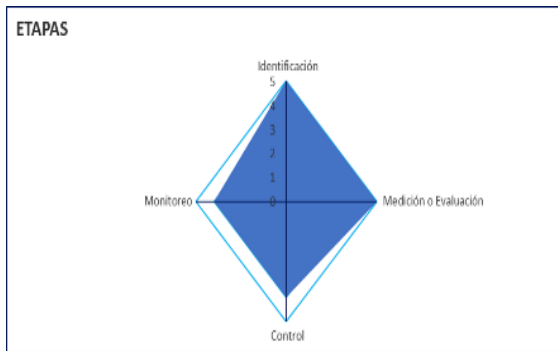 ETAPAS
Identificación
5
4
3
2
1
0
Monitoreo
Medición o Evaluación
Control